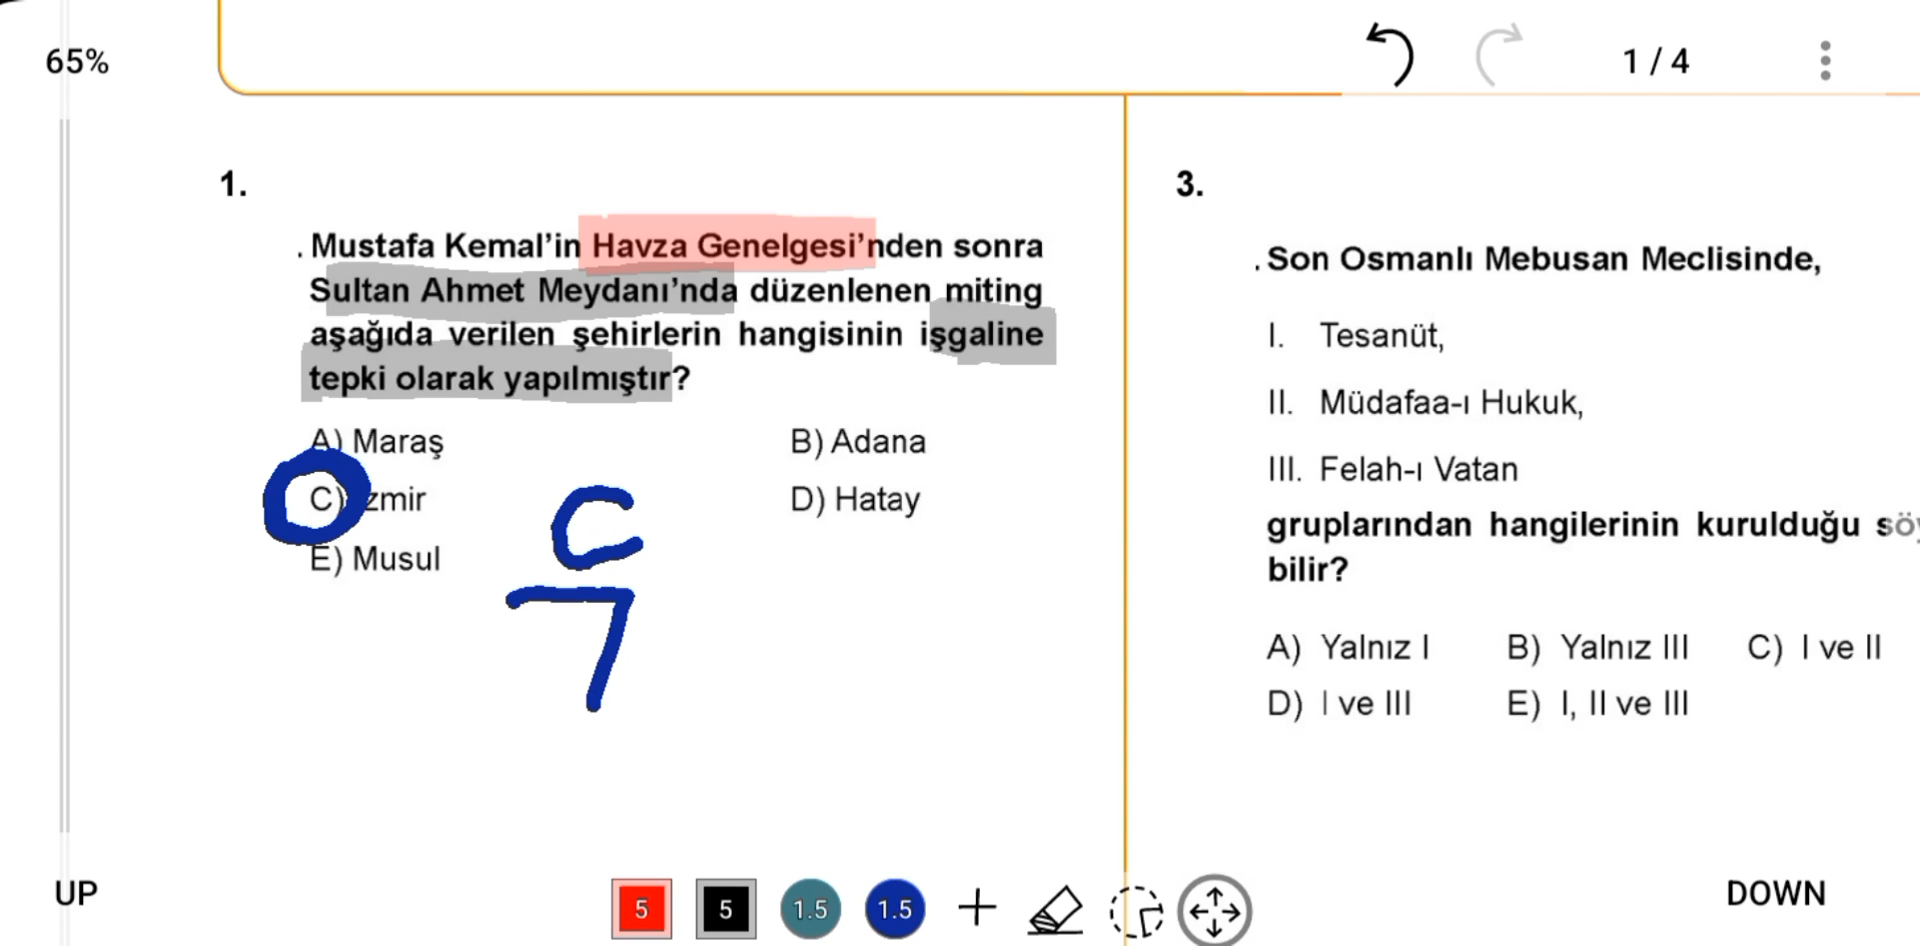 65%
1 / 4
1.
. Mustafa Kemal'in Havza Genelgesi'nden sonra
Sultan Ahmet Meydanı'nda düzenlenen miting
aşağıda verilen şehirlerin hangisinin işgaline
tepki olarak yapılmıştır?
A) Maraş
B) Adana
C) İzmir
D) Hatay
E) Musul
C
7
3.
. Son Osmanlı Mebusan Meclisinde,
I. Tesanüt,
II. Müdafaa-ı Hukuk,
III. Felah-ı Vatan
gruplarından hangilerinin kurulduğu
bilir?
A) Yalnız I B) Yalnız III C) I ve II
D) I ve III E) I, II ve III
UP
5 5 1.5 1.5
DOWN